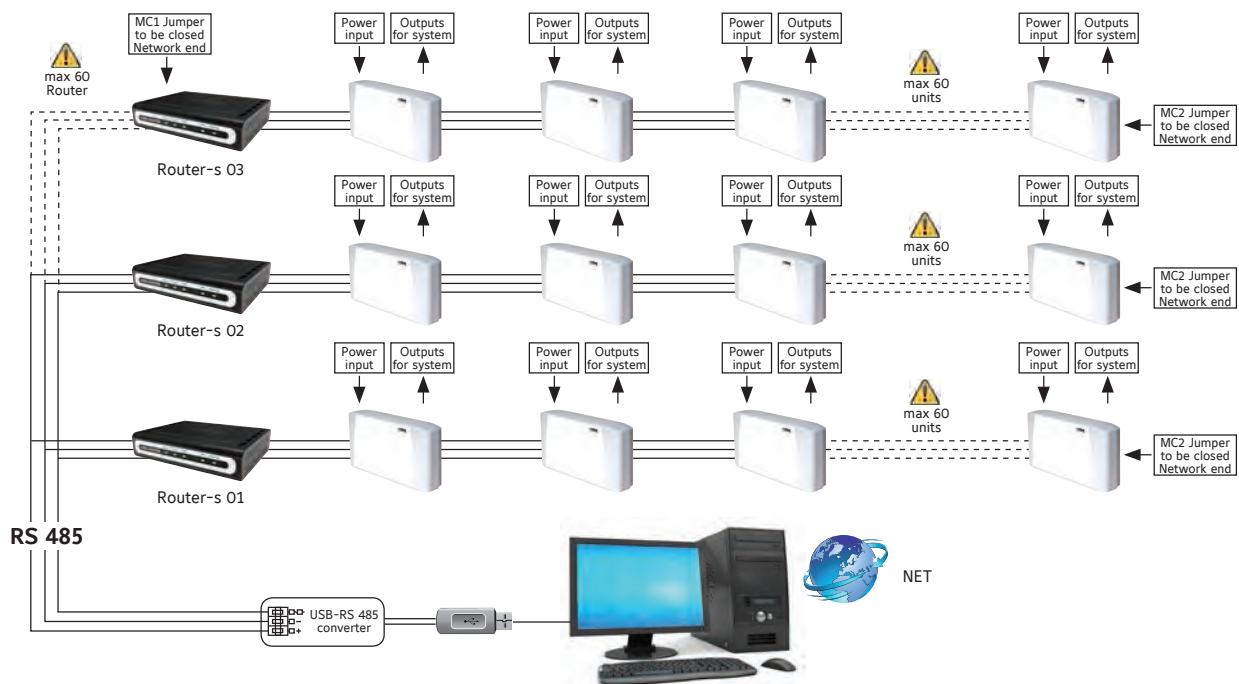 MC1 Jumper
to be closed
Network end
Power
input
Outputs
for system
Power
input
Outputs
for system
Power
input
Outputs
for system
Power
input
Outputs
for system
max 60
Router
max 60
units
MC2 Jumper
to be closed
Network end
Router-s 03
Power
input
Outputs
for system
Power
input
Outputs
for system
Power
input
Outputs
for system
Power
input
Outputs
for system
max 60
units
MC2 Jumper
to be closed
Network end
Router-s 02
Power
input
Outputs
for system
Power
input
Outputs
for system
Power
input
Outputs
for system
Power
input
Outputs
for system
max 60
units
MC2 Jumper
to be closed
Network end
Router-s 01
RS 485
NET
USB-RS 485
converter
-
+